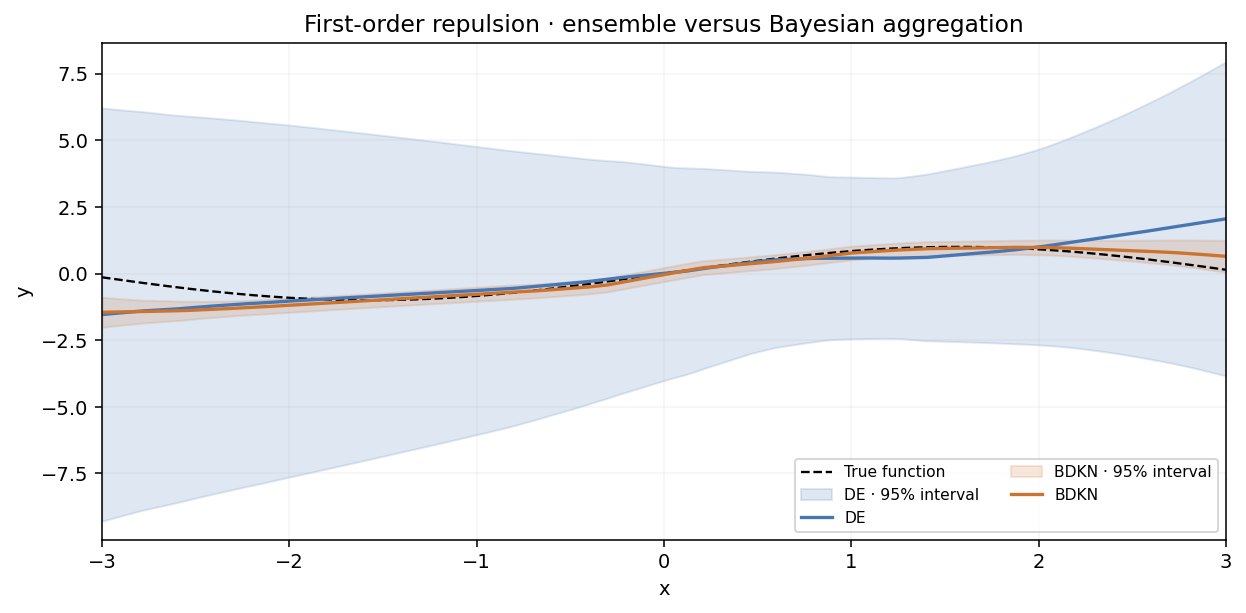 First-order repulsion · ensemble versus Bayesian aggregation
7.5
5.0
2.5
0.0
−2.5
−5.0
−7.5
y
−3
−2
−1
0
1
2
3
x
True function
DE · 95% interval
DE
BDKN · 95% interval
BDKN